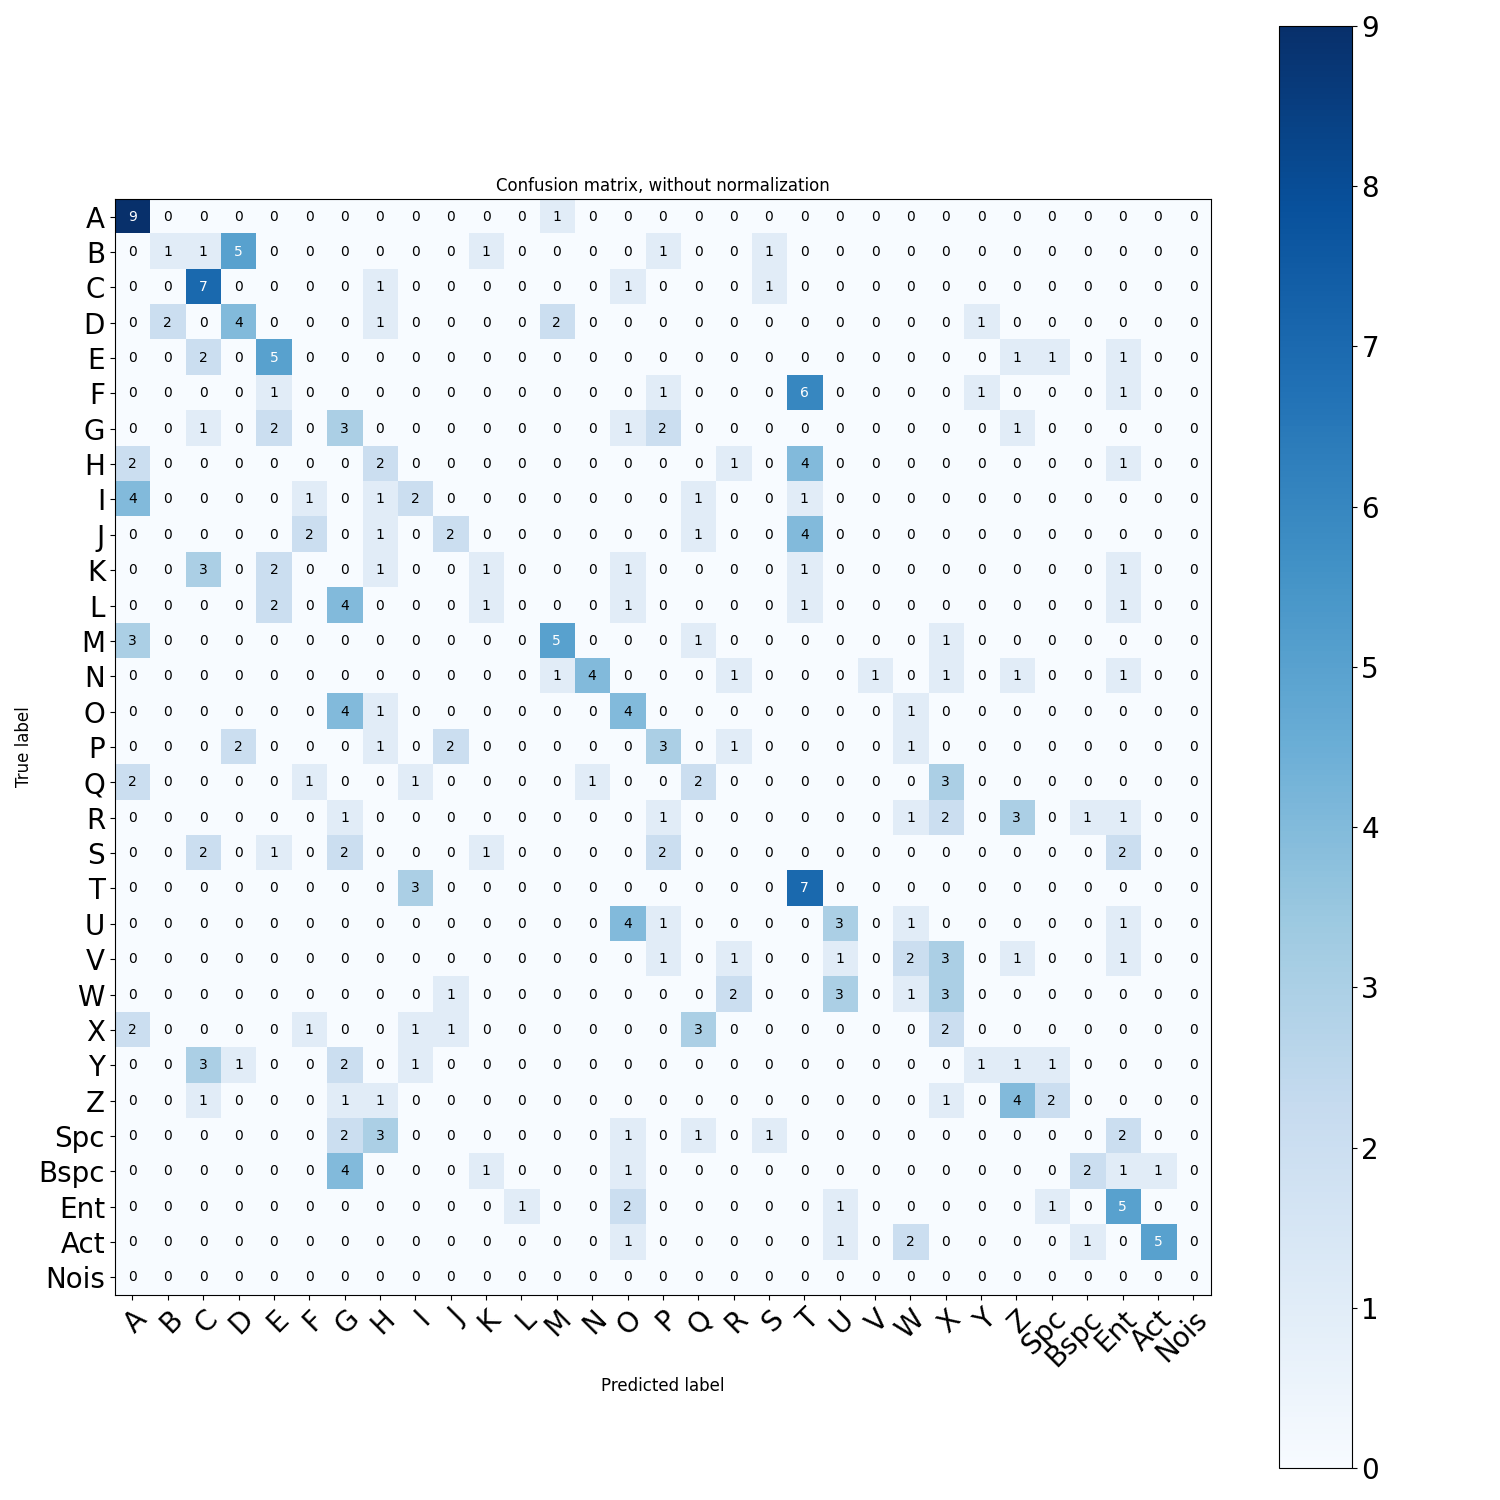 Confusion matrix, without normalization
A 9 0 0 0 0 0 0 0 0 0 0 0 1 0 0 0 0 0 0 0 0 0 0 0 0 0 0 0 0 0 0
B 0 1 1 5 0 0 0 0 0 0 1 0 0 0 0 1 0 0 1 0 0 0 0 0 0 0 0 0 0 0 0
C 0 0 7 0 0 0 0 1 0 0 0 0 0 0 1 0 0 0 1 0 0 0 0 0 0 0 0 0 0 0 0
D 0 2 0 4 0 0 0 1 0 0 0 0 2 0 0 0 0 0 0 0 0 0 0 0 1 0 0 0 0 0 0
E 0 0 2 0 5 0 0 0 0 0 0 0 0 0 0 0 0 0 0 0 0 0 0 0 0 1 1 0 1 0 0
F 0 0 0 0 1 0 0 0 0 0 0 0 0 0 0 1 0 0 0 6 0 0 0 0 1 0 0 0 1 0 0
G 0 0 1 0 2 0 3 0 0 0 0 0 0 0 1 2 0 0 0 0 0 0 0 0 0 1 0 0 0 0 0
H 2 0 0 0 0 0 0 2 0 0 0 0 0 0 0 0 0 1 0 4 0 0 0 0 0 0 0 0 1 0 0
I 4 0 0 0 0 1 0 1 2 0 0 0 0 0 0 0 1 0 0 1 0 0 0 0 0 0 0 0 0 0 0
J 0 0 0 0 0 2 0 1 0 2 0 0 0 0 0 0 1 0 0 4 0 0 0 0 0 0 0 0 0 0 0
K 0 0 3 0 2 0 0 1 0 0 1 0 0 0 1 0 0 0 0 1 0 0 0 0 0 0 0 0 1 0 0
L 0 0 0 0 2 0 4 0 0 0 1 0 0 0 1 0 0 0 0 1 0 0 0 0 0 0 0 0 1 0 0
M 3 0 0 0 0 0 0 0 0 0 0 0 5 0 0 0 1 0 0 0 0 0 0 1 0 0 0 0 0 0 0
N 0 0 0 0 0 0 0 0 0 0 0 0 1 4 0 0 0 1 0 0 0 1 0 1 0 1 0 0 1 0 0
O 0 0 0 0 0 0 4 1 0 0 0 0 0 0 4 0 0 0 0 0 0 0 1 0 0 0 0 0 0 0 0
P 0 0 0 2 0 0 0 1 0 2 0 0 0 0 0 3 0 1 0 0 0 0 1 0 0 0 0 0 0 0 0
Q 2 0 0 0 0 1 0 0 1 0 0 0 0 1 0 0 2 0 0 0 0 0 0 3 0 0 0 0 0 0 0
R 0 0 0 0 0 0 1 0 0 0 0 0 0 0 0 1 0 0 0 0 0 0 1 2 0 3 0 1 1 0 0
S 0 0 2 0 1 0 2 0 0 0 1 0 0 0 0 2 0 0 0 0 0 0 0 0 0 0 0 0 2 0 0
T 0 0 0 0 0 0 0 0 3 0 0 0 0 0 0 0 0 0 0 7 0 0 0 0 0 0 0 0 0 0 0
U 0 0 0 0 0 0 0 0 0 0 0 0 0 0 4 1 0 0 0 0 3 0 1 0 0 0 0 0 1 0 0
V 0 0 0 0 0 0 0 0 0 0 0 0 0 0 0 1 0 1 0 0 1 0 2 3 0 1 0 0 1 0 0
W 0 0 0 0 0 0 0 0 0 1 0 0 0 0 0 0 0 2 0 0 3 0 1 3 0 0 0 0 0 0 0
X 2 0 0 0 0 1 0 0 1 1 0 0 0 0 0 0 3 0 0 0 0 0 0 2 0 0 0 0 0 0 0
Y 0 0 3 1 0 0 2 0 1 0 0 0 0 0 0 0 0 0 0 0 0 0 0 0 1 1 1 0 0 0 0
Z 0 0 1 0 0 0 1 1 0 0 0 0 0 0 0 0 0 0 0 0 0 0 0 1 0 4 2 0 0 0 0
Spc 0 0 0 0 0 0 2 3 0 0 0 0 0 0 1 0 1 0 1 0 0 0 0 0 0 0 0 0 2 0 0
Bspc 0 0 0 0 0 0 4 0 0 0 1 0 0 0 1 0 0 0 0 0 0 0 0 0 0 0 0 2 1 1 0
Ent 0 0 0 0 0 0 0 0 0 0 0 1 0 0 2 0 0 0 0 0 1 0 0 0 0 0 1 0 5 0 0
Act 0 0 0 0 0 0 0 0 0 0 0 0 0 0 1 0 0 0 0 0 1 0 2 0 0 0 0 1 0 5 0
Nois 0 0 0 0 0 0 0 0 0 0 0 0 0 0 0 0 0 0 0 0 0 0 0 0 0 0 0 0 0 0 0
A B C D E F G H I J K L M N O P Q R S T U V W X Y Z Spc Bspc Ent Act Nois
Predicted label
True label
9
8
7
6
5
4
3
2
1
0